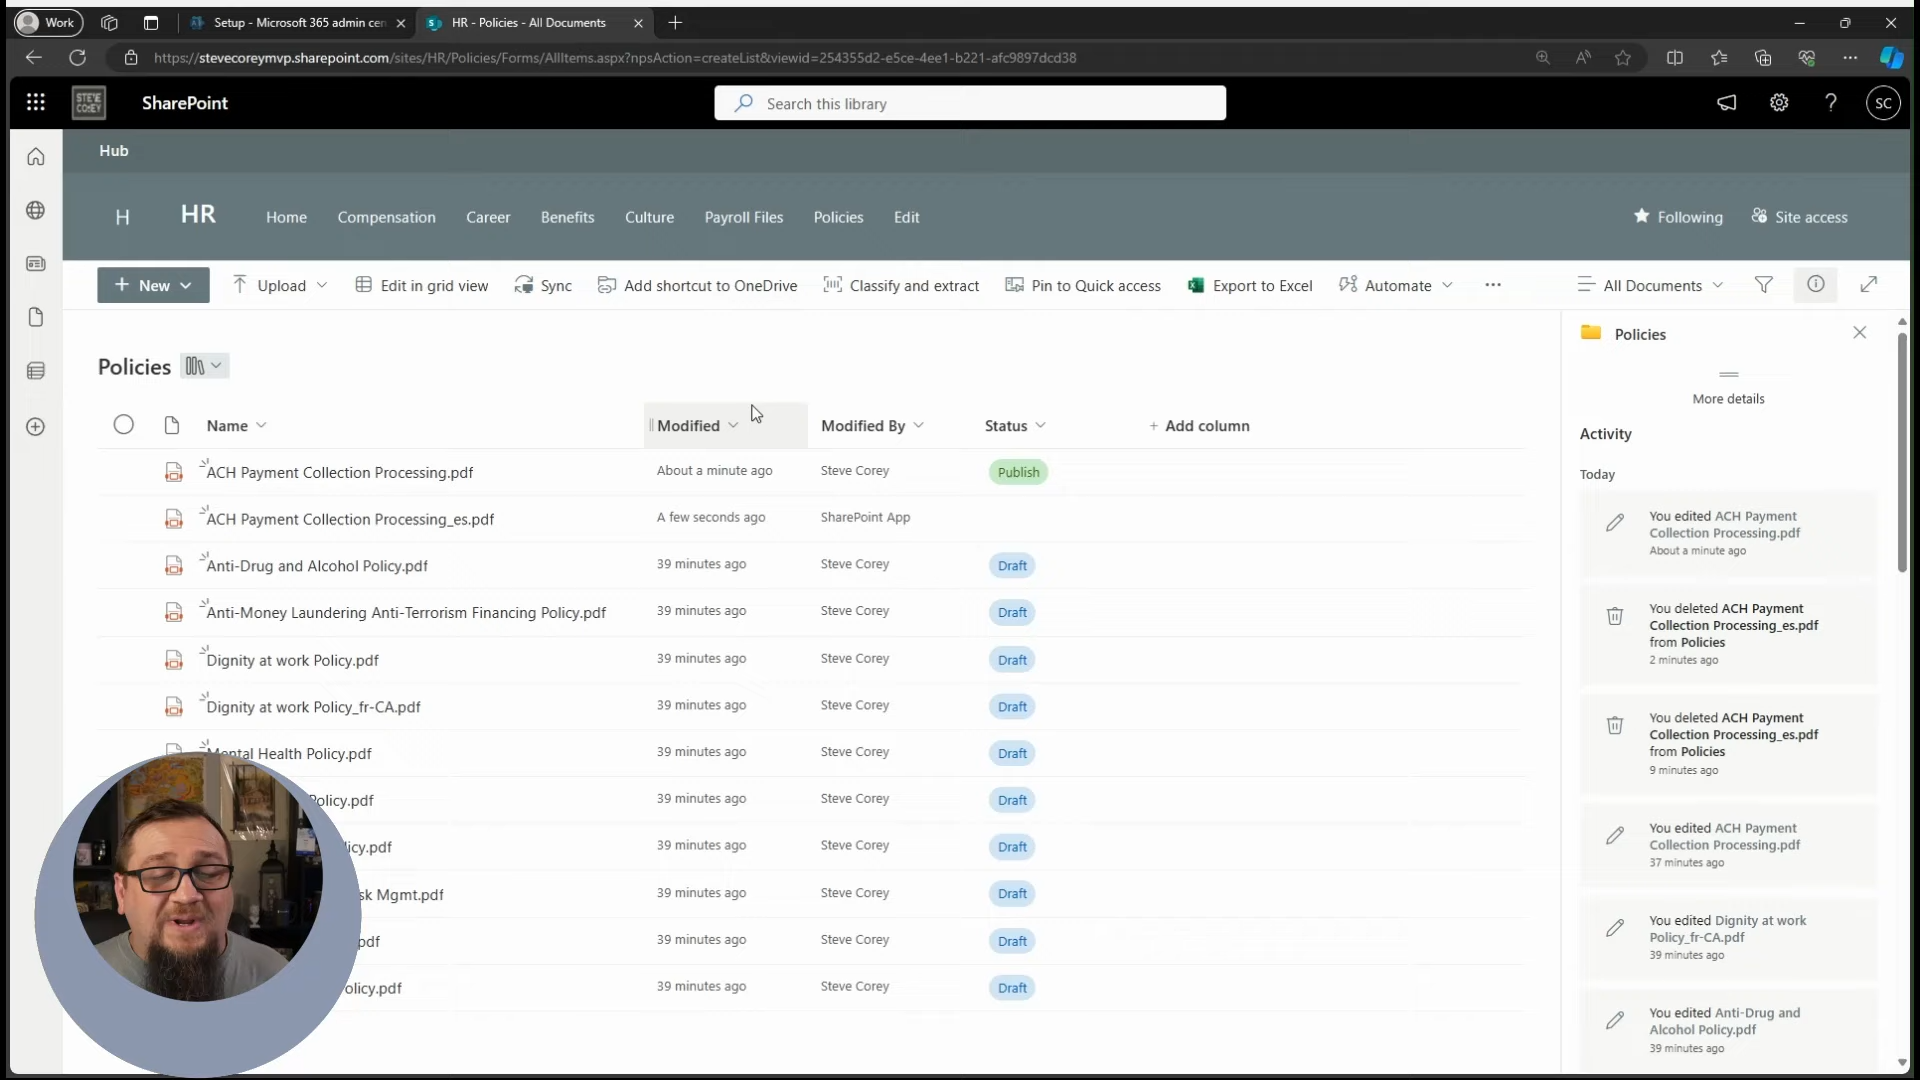 Work
Setup - Microsoft 365 admin cen
HR - Policies - All Documents
https://stevecoreymvp.sharepoint.com/sites/HR/Policies/Forms/AllItems.aspx?npsAction=createList&viewid=254355d2-e5ce-4ee1-b221-afc9897dcd38
STEVE COREY
SharePoint
Search this library
SC
Hub
H
HR
Home
Compensation
Career
Benefits
Culture
Payroll Files
Policies
Edit
Following
Site access
New
Upload
Edit in grid view
Sync
Add shortcut to OneDrive
Classify and extract
Pin to Quick access
Export to Excel
Automate
All Documents
Policies
Name Modified Modified By Status + Add column
ACH Payment Collection Processing.pdf About a minute ago Steve Corey Publish
ACH Payment Collection Processing_es.pdf A few seconds ago SharePoint App
Anti-Drug and Alcohol Policy.pdf 39 minutes ago Steve Corey Draft
Anti-Money Laundering Anti-Terrorism Financing Policy.pdf 39 minutes ago Steve Corey Draft
Dignity at work Policy.pdf 39 minutes ago Steve Corey Draft
Dignity at work Policy_fr-CA.pdf 39 minutes ago Steve Corey Draft
Mental Health Policy.pdf 39 minutes ago Steve Corey Draft
Policy.pdf 39 minutes ago Steve Corey Draft
licy.pdf 39 minutes ago Steve Corey Draft
sk Mgmt.pdf 39 minutes ago Steve Corey Draft
pdf 39 minutes ago Steve Corey Draft
olicy.pdf 39 minutes ago Steve Corey Draft
Policies
More details
Activity
Today
You edited ACH Payment
Collection Processing.pdf
About a minute ago
You deleted ACH Payment
Collection Processing_es.pdf
from Policies
2 minutes ago
You deleted ACH Payment
Collection Processing_es.pdf
from Policies
9 minutes ago
You edited ACH Payment
Collection Processing.pdf
37 minutes ago
You edited Dignity at work
Policy_fr-CA.pdf
39 minutes ago
You edited Anti-Drug and
Alcohol Policy.pdf
39 minutes ago